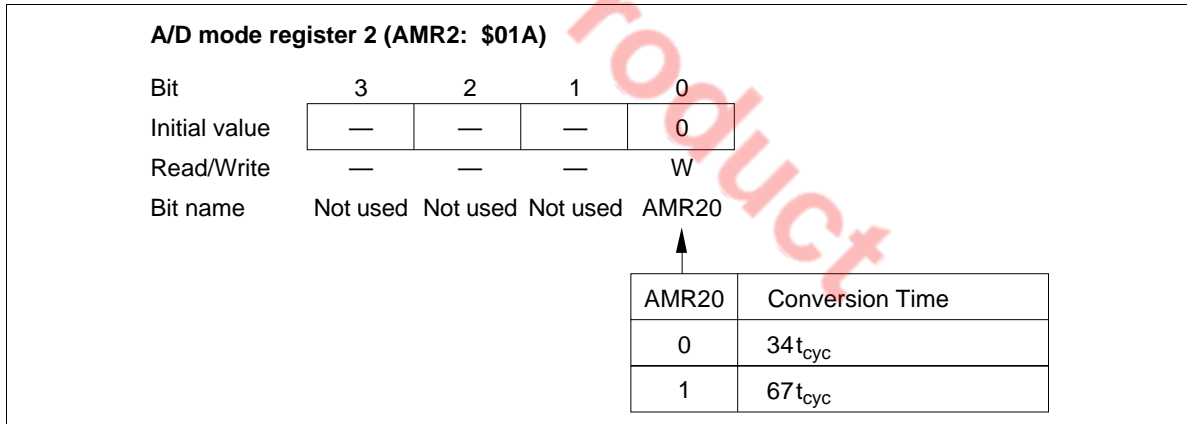 A/D mode register 2 (AMR2: $01A)
Bit 3 2 1 0
Initial value — — — 0
Read/Write — — — W
Bit name Not used Not used Not used AMR20
AMR20 Conversion Time
0 34tcyc
1 67tcyc
roduct